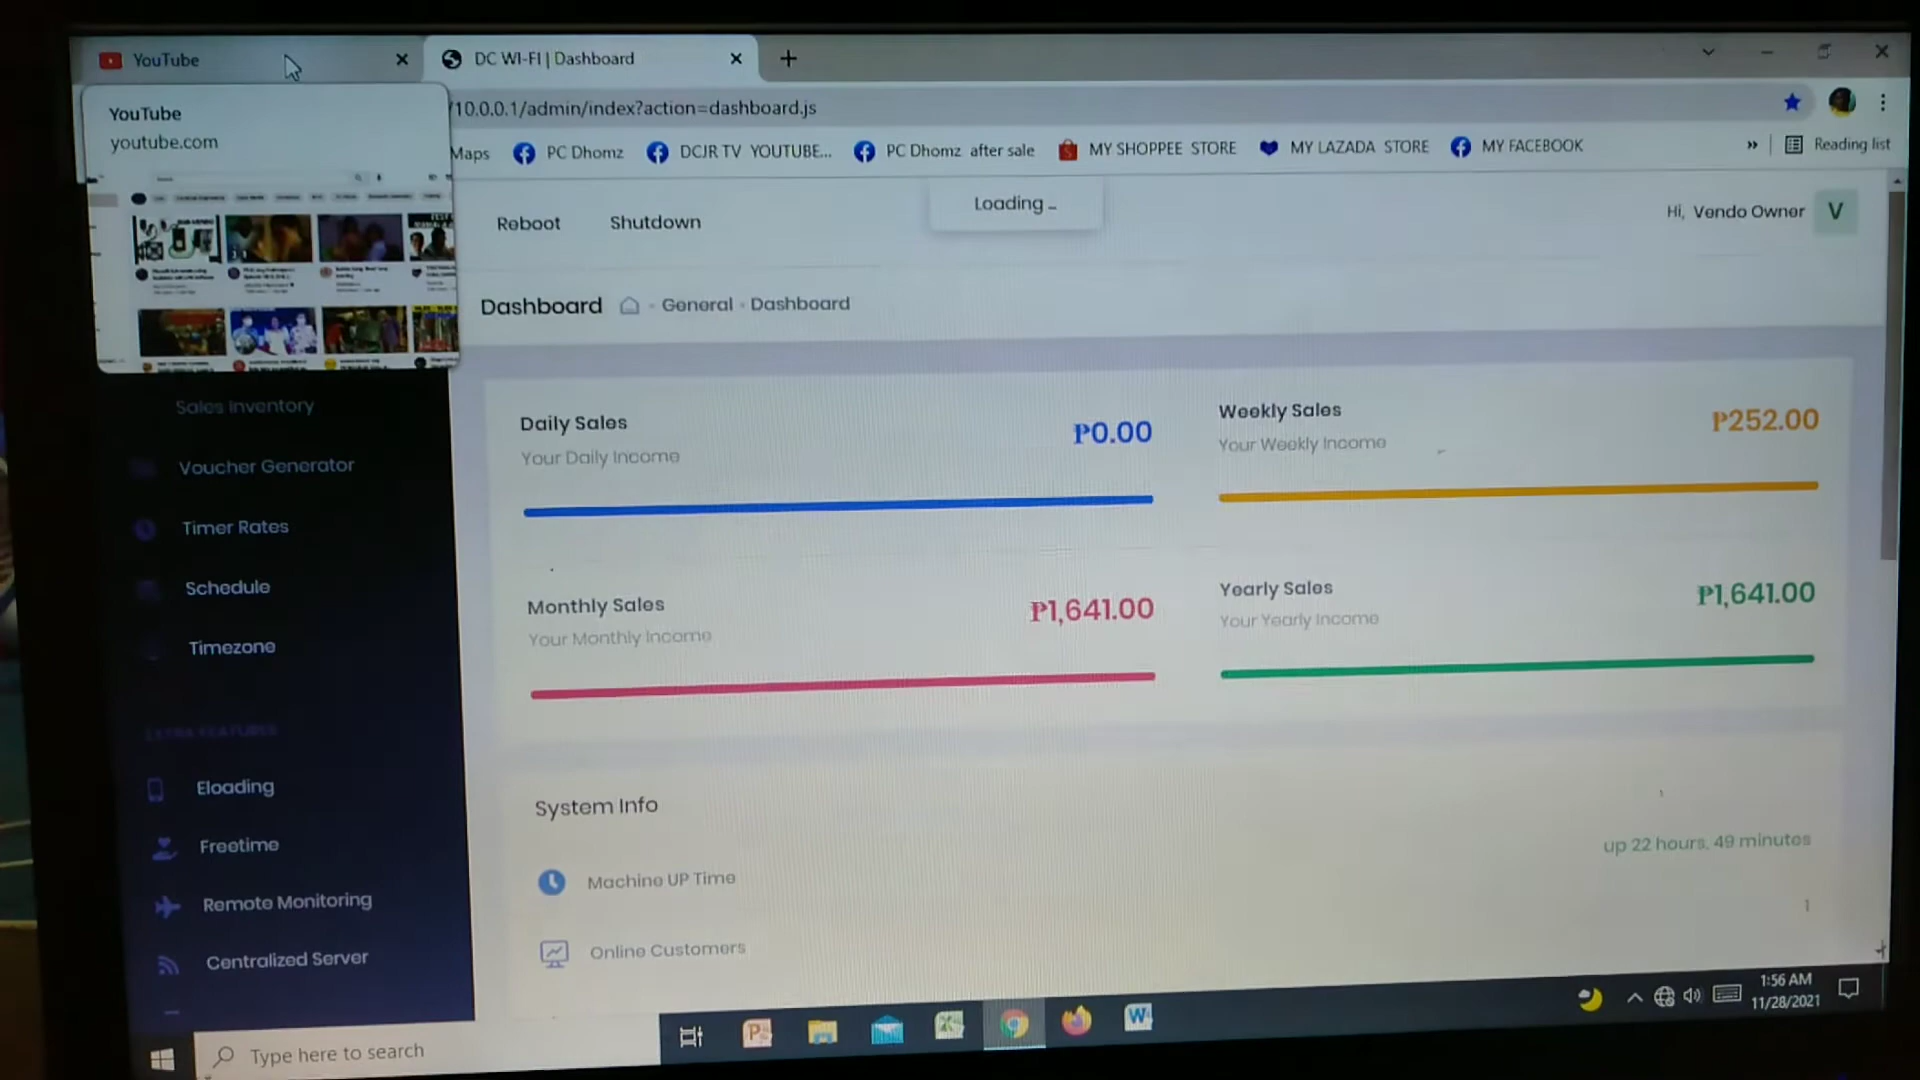 YouTube
DC WI-FI | Dashboard
YouTube
youtube.com
10.0.0.1/admin/index?action=dashboard.js
Maps
PC Dhomz
DCJR TV YOUTUBE...
PC Dhomz after sale
MY SHOPPEE STORE
MY LAZADA STORE
MY FACEBOOK
»
Reading list
Reboot
Shutdown
Loading ...
Hi, Vendo Owner
V
Dashboard
General
Dashboard
Sales Inventory
Voucher Generator
Timer Rates
Schedule
Timezone
EXTRA FEATURES
Eloading
Freetime
Remote Monitoring
Centralized Server
Daily Sales
₱0.00
Your Daily Income
Weekly Sales
₱252.00
Your Weekly Income
Monthly Sales
₱1,641.00
Your Monthly Income
Yearly Sales
₱1,641.00
Your Yearly Income
System Info
Machine UP Time
up 22 hours, 49 minutes
Online Customers
1
Type here to search
1:56 AM
11/28/2021